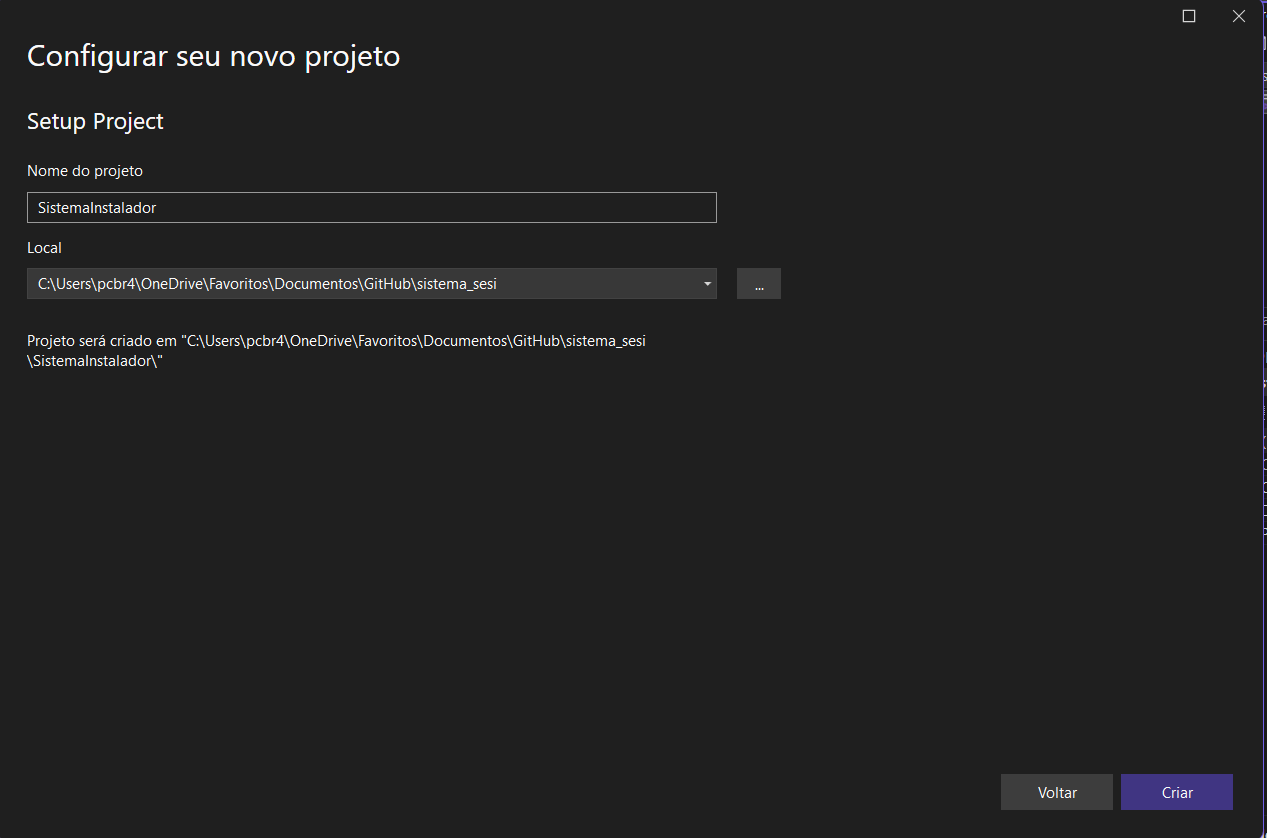 Configurar seu novo projeto
Setup Project
Nome do projeto
SistemaInstalador
Local
C:\Users\pcbr4\OneDrive\Favoritos\Documentos\GitHub\sistema_sesi
...
Projeto será criado em "C:\Users\pcbr4\OneDrive\Favoritos\Documentos\GitHub\sistema_sesi
\SistemaInstalador\"
Voltar
Criar